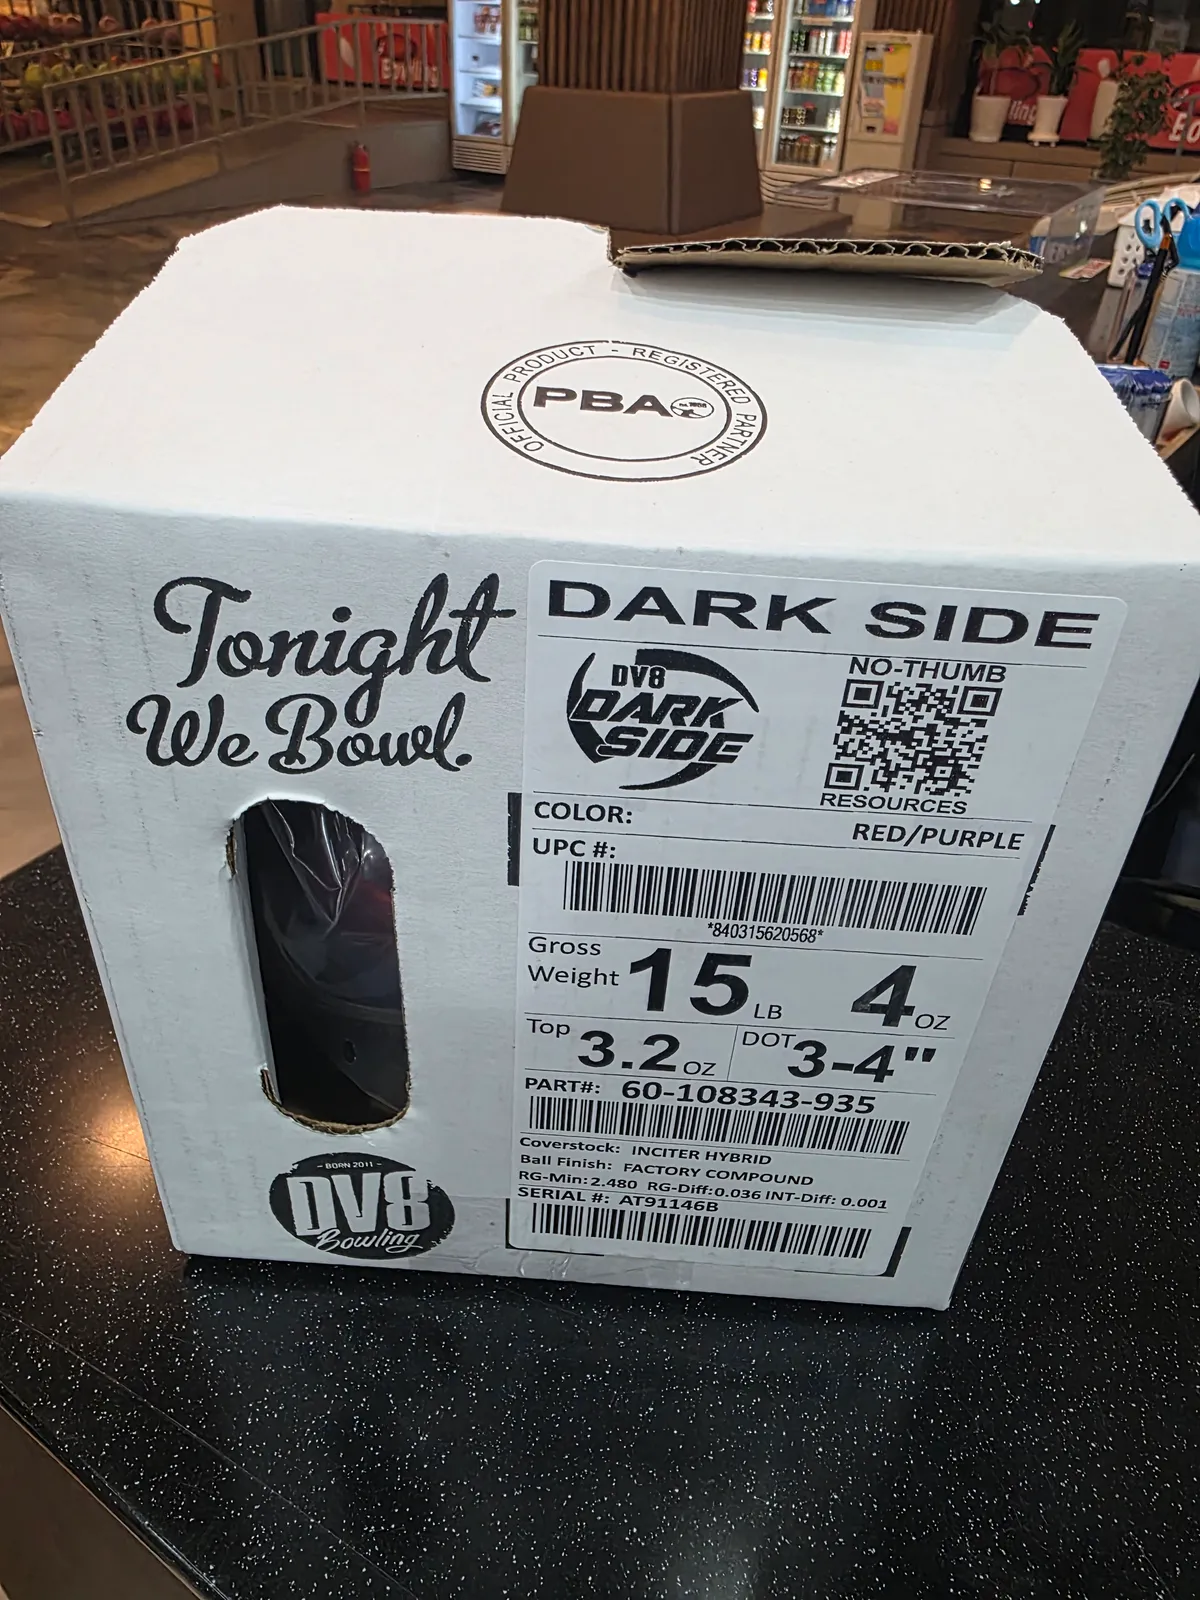 Bowling
OFFICIAL PRODUCT - REGISTERED PARTNER
PBA
Tonight
We Bowl.
DARK SIDE
DV8
DARK
SIDE
NO-THUMB
RESOURCES
COLOR:
RED/PURPLE
UPC #:
*840315620568*
Gross
Weight 15 LB 4 OZ
Top 3.2 OZ DOT 3-4"
PART#: 60-108343-935
Coverstock: INCITER HYBRID
Ball Finish: FACTORY COMPOUND
RG-Min: 2.480 RG-Diff: 0.036 INT-Diff: 0.001
SERIAL #: AT91146B
- BORN 2011 -
DV8
Bowling